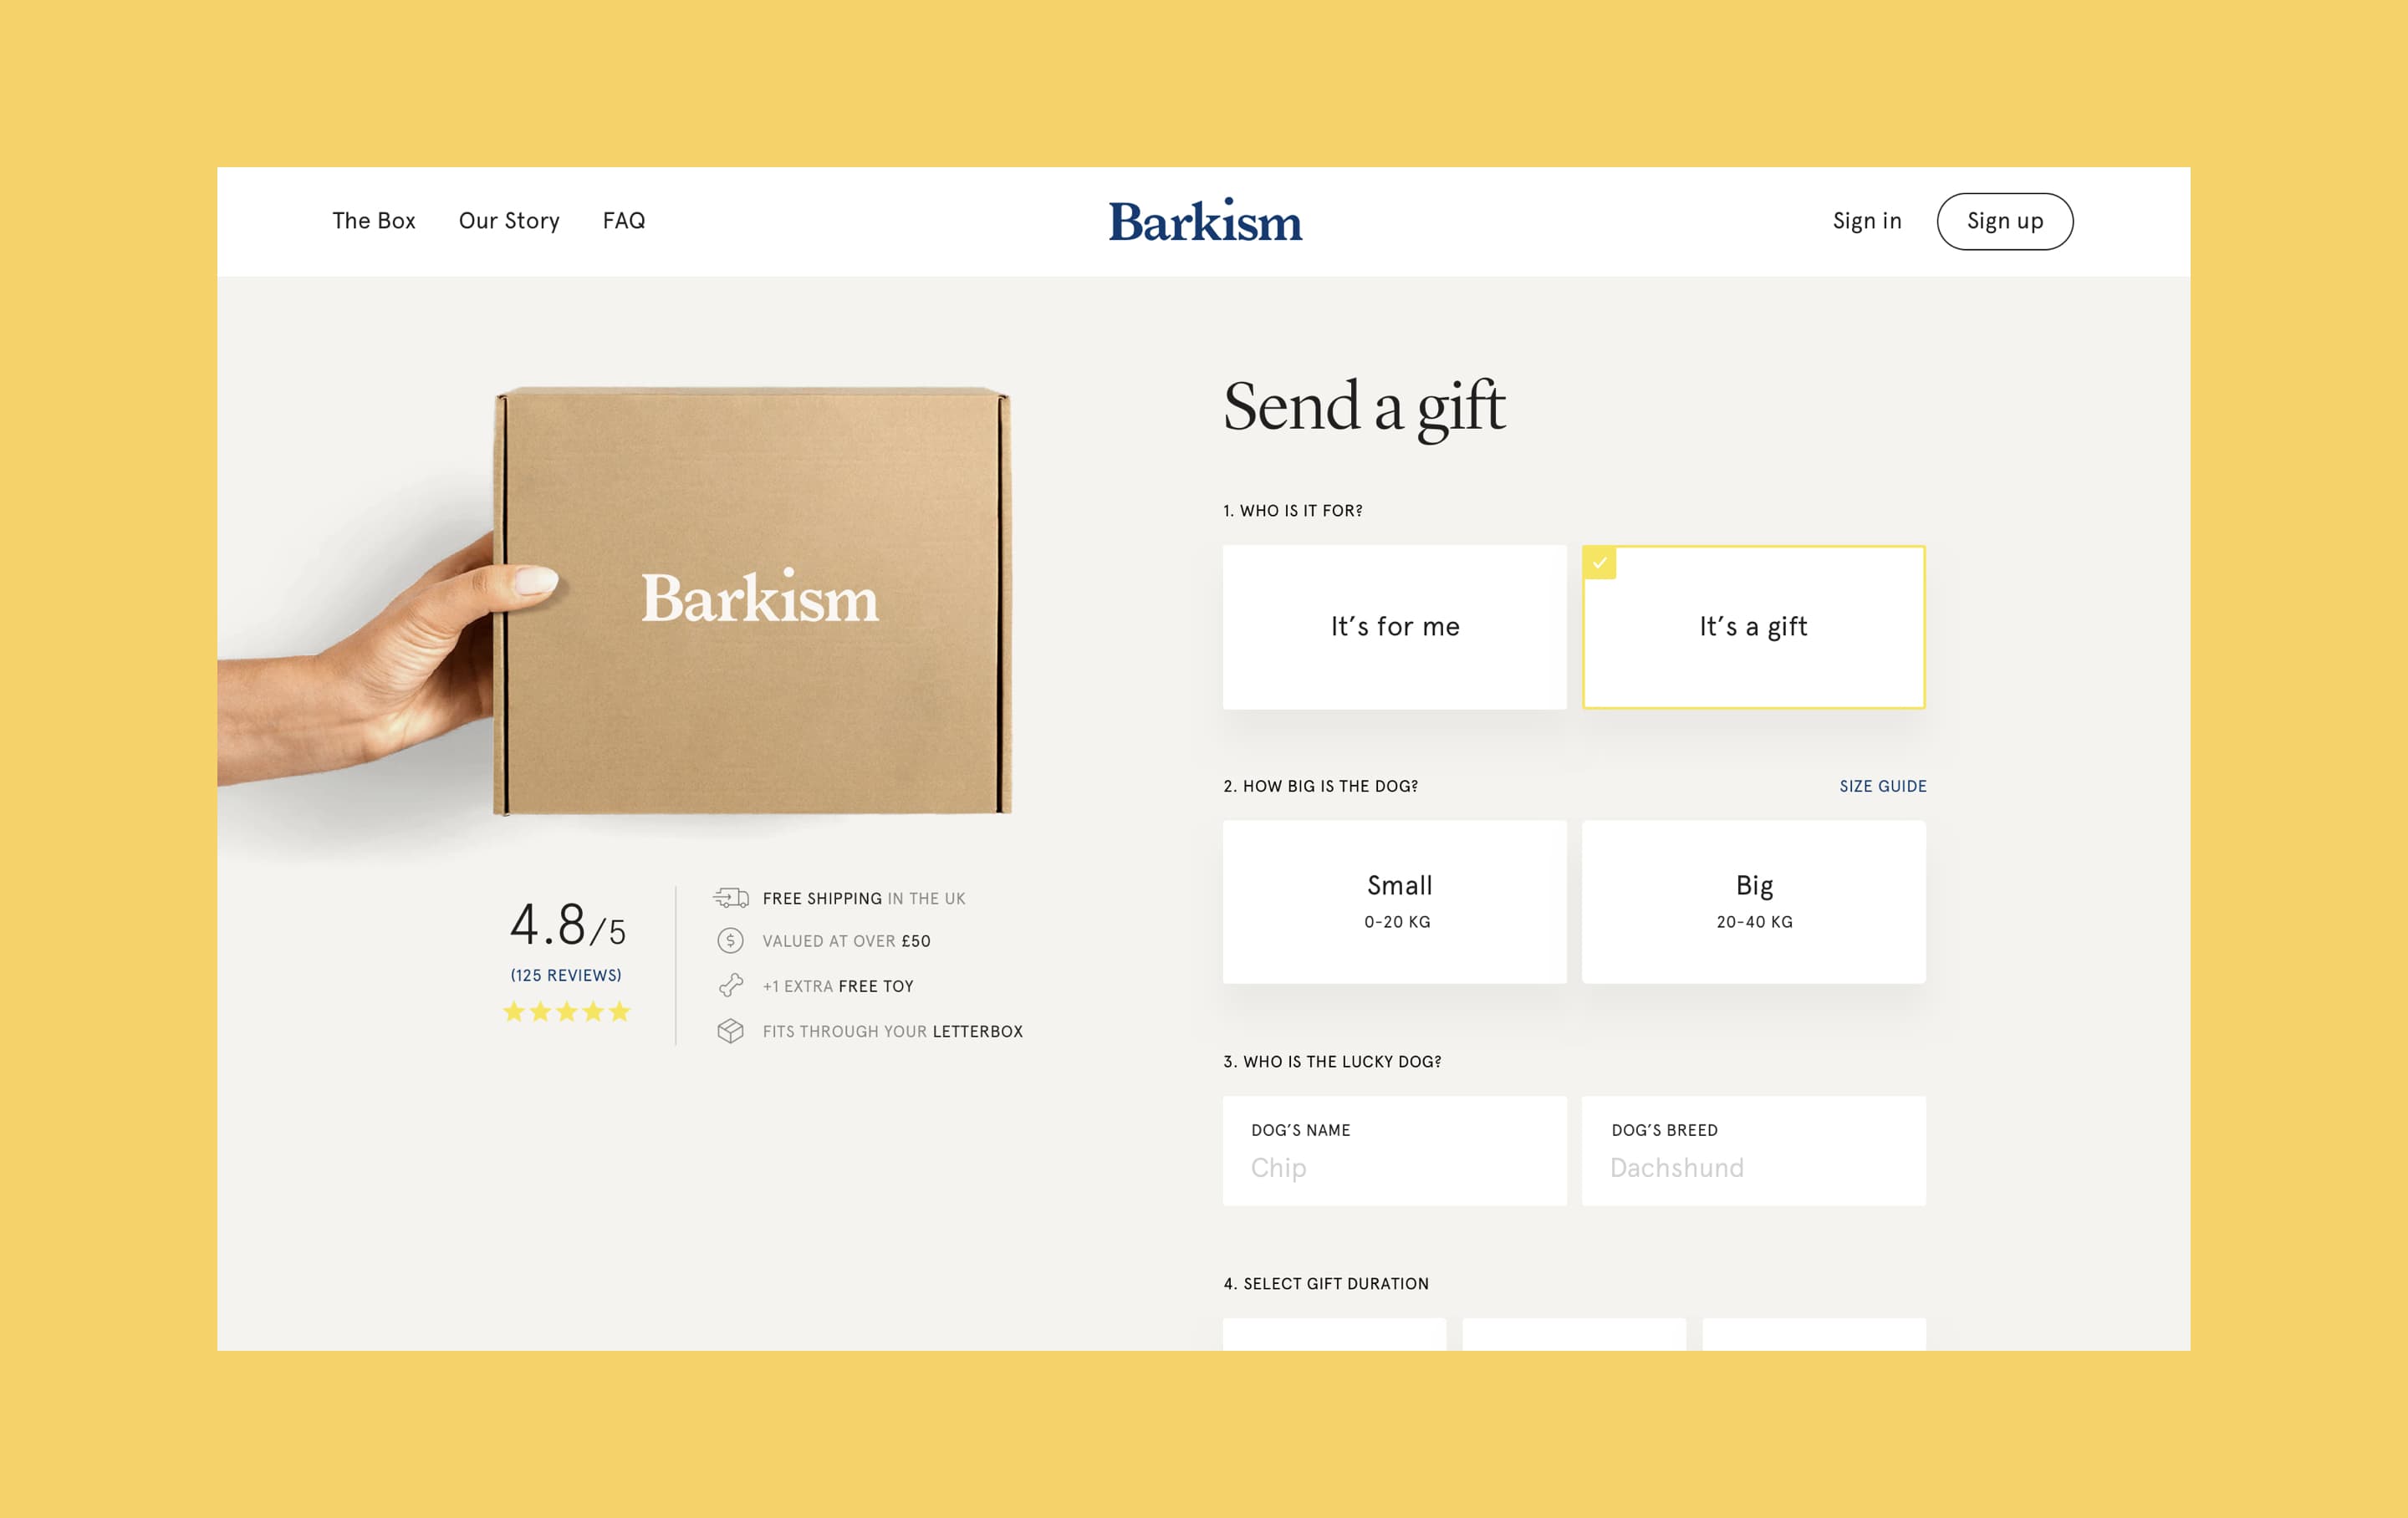 The Box
Our Story
FAQ
Barkism
Sign in
Sign up
Barkism
4.8/5
(125 REVIEWS)
FREE SHIPPING IN THE UK
VALUED AT OVER £50
+1 EXTRA FREE TOY
FITS THROUGH YOUR LETTERBOX
Send a gift
1. WHO IS IT FOR?
It’s for me
It’s a gift
2. HOW BIG IS THE DOG?
SIZE GUIDE
Small
0-20 KG
Big
20-40 KG
3. WHO IS THE LUCKY DOG?
DOG’S NAME
Chip
DOG’S BREED
Dachshund
4. SELECT GIFT DURATION